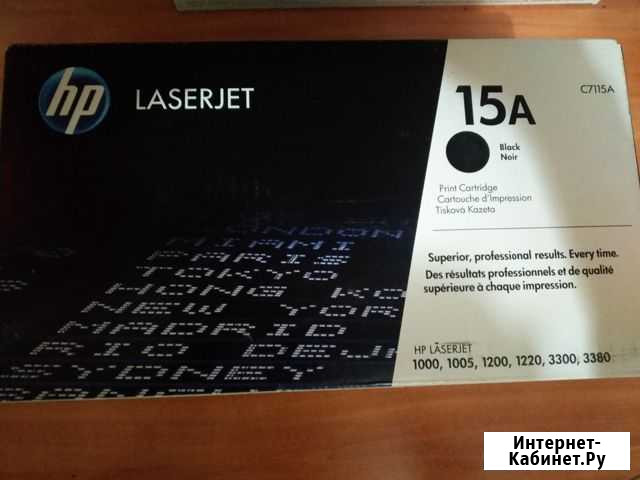 hp
LASERJET
15A
C7115A
Black
Noir
Print Cartridge
Cartouche d'Impression
Tisková Kazeta
Superior, professional results. Every time.
Des résultats professionnels et de qualité
supérieure à chaque impression.
HP LASERJET
1000, 1005, 1200, 1220, 3300, 3380
LONDON
MIAMI
PARIS
TOKYO
HONG KO
NEW YOR
MADRID
RIO DE J
SYDNEY
Интернет-
Кабинет.Ру